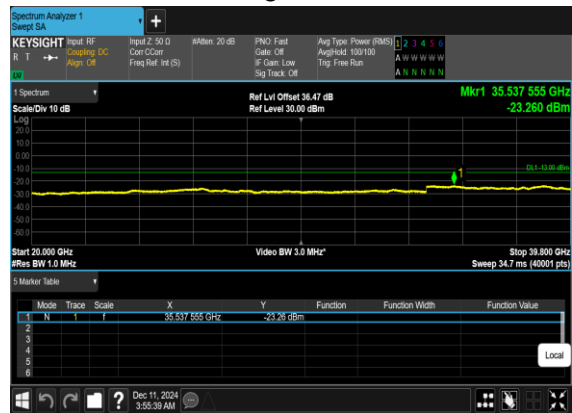 Spectrum Analyzer 1
Swept SA
KEYSIGHT Input: RF Input Z: 50 Ω #Atten: 20 dB PNO: Fast Avg Type: Power (RMS) 1 2 3 4 5 6
R T Coupling: DC Corr CCorr Gate: Off Avg|Hold: 100/100 A W W W W W
Align: Off Freq Ref: Int (S) IF Gain: Low Trig: Free Run
Sig Track: Off A N N N N N
1 Spectrum Ref Lvl Offset 36.47 dB Mkr1 35.537 555 GHz
Scale/Div 10 dB Ref Level 30.00 dBm -23.260 dBm
Log
20.0
10.0
0.00
-10.0
DL1 -13.00 dBm
1
-20.0
-30.0
-40.0
-50.0
-60.0
Start 20.000 GHz Video BW 3.0 MHz* Stop 39.800 GHz
#Res BW 1.0 MHz Sweep 34.7 ms (40001 pts)
5 Marker Table
Mode Trace Scale X Y Function Function Width Function Value
1 N 1 f 35.537 555 GHz -23.26 dBm
2
3
4
5
6
Local
Dec 11, 2024
3:55:39 AM